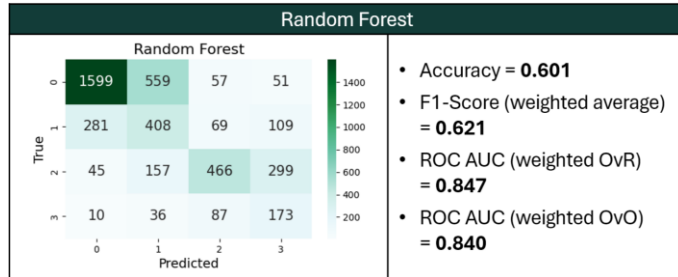 Random Forest
Random Forest
0 1599 559 57 51
1 281 408 69 109
2 45 157 466 299
3 10 36 87 173
0 1 2 3
True
Predicted
1400
1200
1000
800
600
400
200
• Accuracy = 0.601
• F1-Score (weighted average)
= 0.621
• ROC AUC (weighted OvR)
= 0.847
• ROC AUC (weighted OvO)
= 0.840